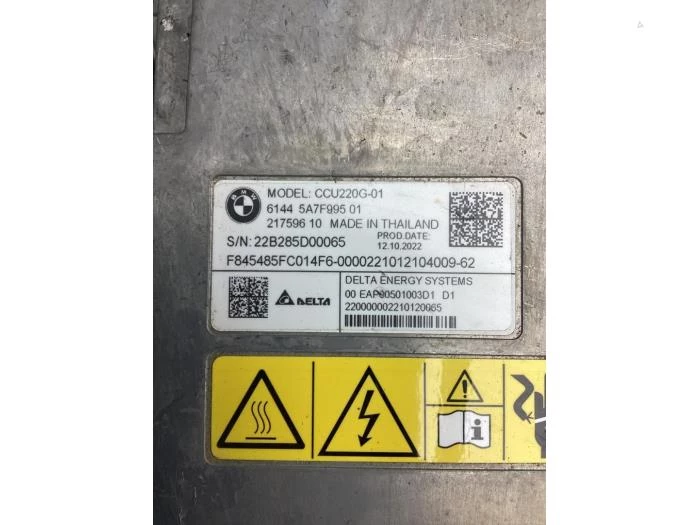 BMW
MODEL: CCU220G-01
6144 5A7F995 01
217596 10 MADE IN THAILAND
S/N: 22B285D00065
PROD.DATE:
12.10.2022
F845485FC014F6-0000221012104009-62
DELTA
DELTA ENERGY SYSTEMS
00 EAP00501003D1 D1
220000002210120065
i